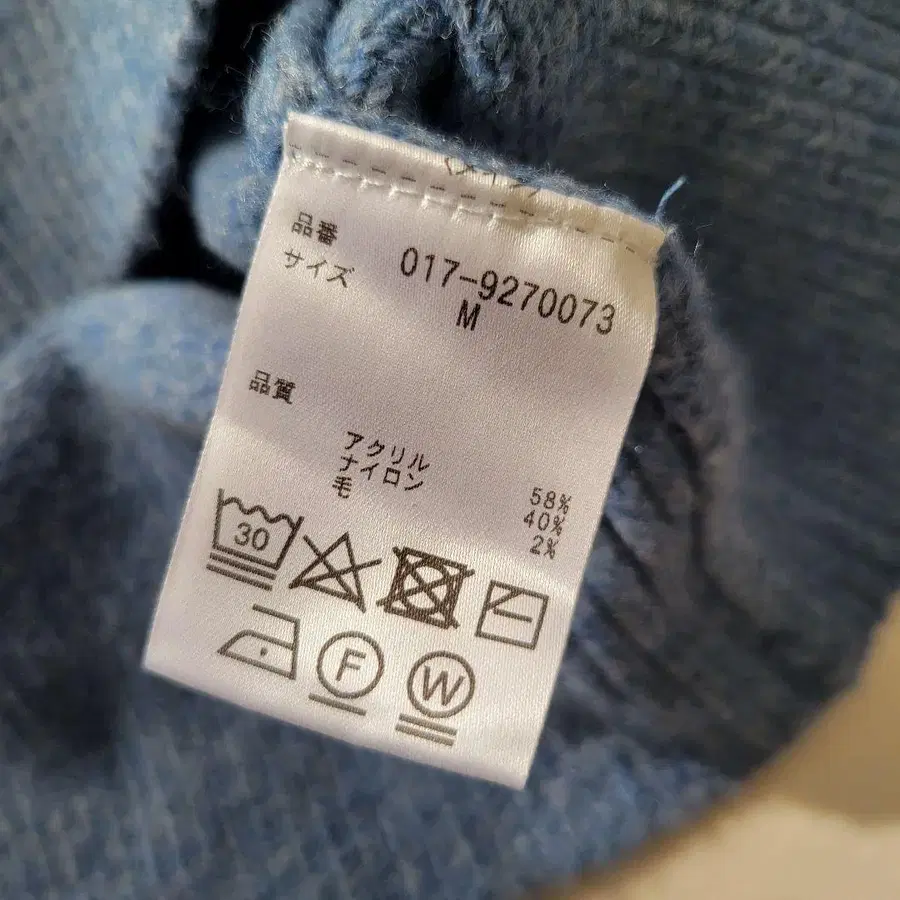 品番 017-9270073
サイズ M
品質
アクリル 58%
ナイロン 40%
毛 2%
30
F W